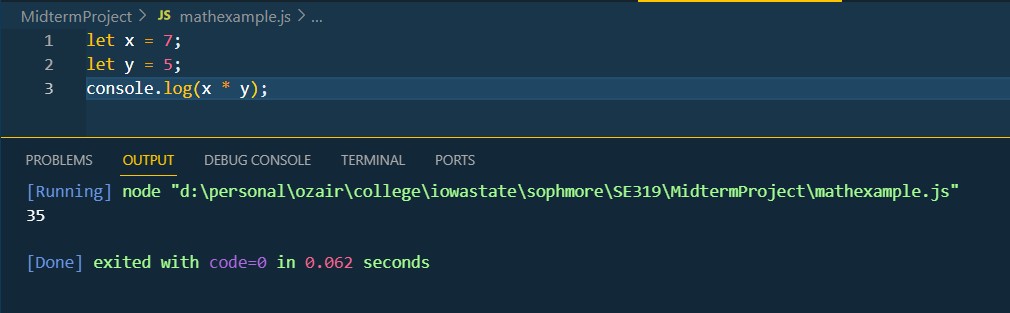 MidtermProject > JS mathexample.js > ...
1 let x = 7;
2 let y = 5;
3 console.log(x * y);
PROBLEMS OUTPUT DEBUG CONSOLE TERMINAL PORTS
[Running] node "d:\personal\ozair\college\iowastate\sophmore\SE319\MidtermProject\mathexample.js"
35
[Done] exited with code=0 in 0.062 seconds